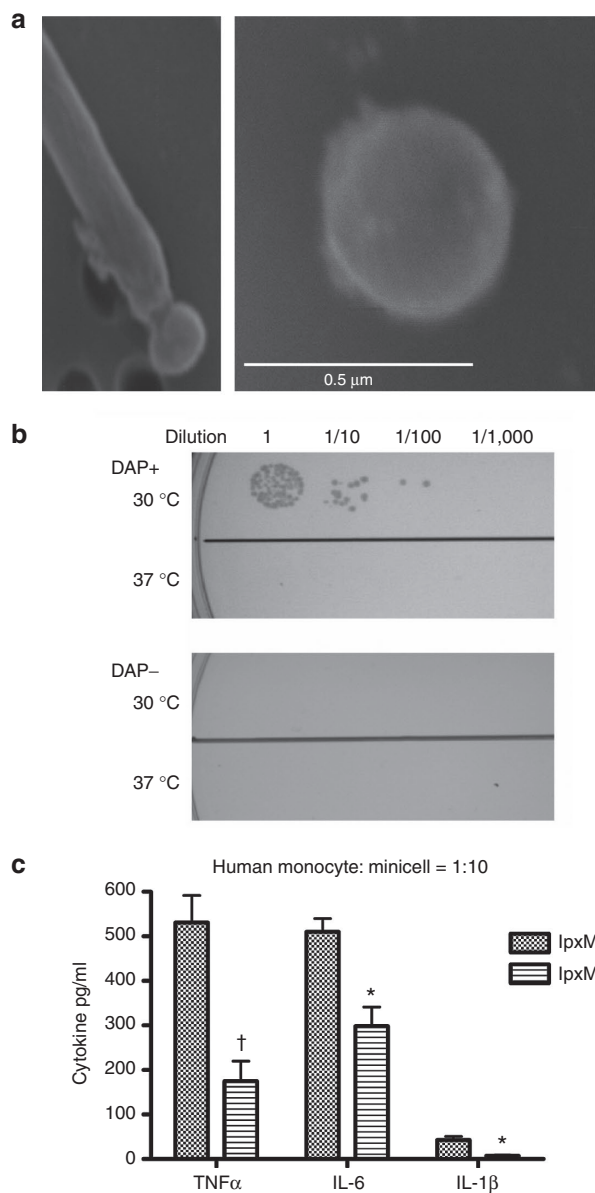 a
0.5 μm
b
Dilution 1 1/10 1/100 1/1,000
DAP+
30 °C
37 °C
DAP–
30 °C
37 °C
c
Human monocyte: minicell = 1:10
600
500
400
300
200
100
0
Cytokine pg/ml
lpxM
lpxM
†
*
*
TNFα IL-6 IL-1β